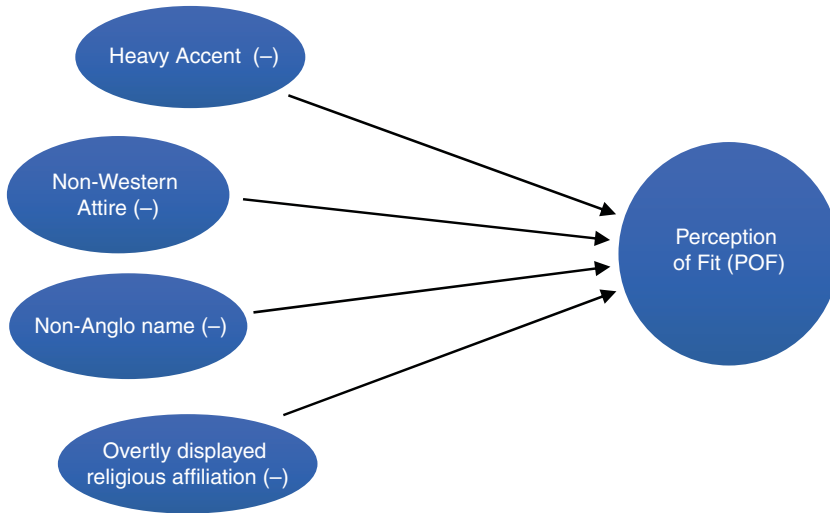 Heavy Accent (–)
Non-Western
Attire (–)
Non-Anglo name (–)
Overtly displayed
religious affiliation (–)
Perception
of Fit (POF)